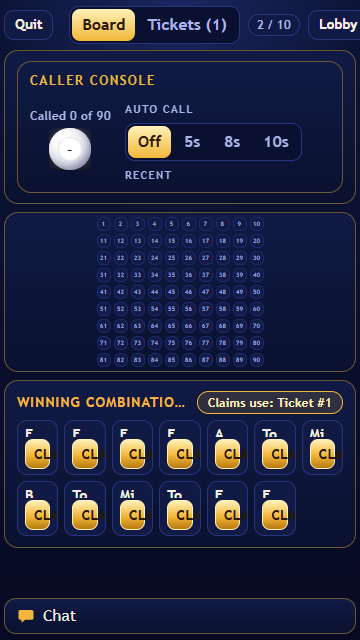 Quit
Board
Tickets (1)
2 / 10
Lobby
CALLER CONSOLE
Called 0 of 90
-
AUTO CALL
Off
5s
8s
10s
RECENT
1 2 3 4 5 6 7 8 9 10
11 12 13 14 15 16 17 18 19 20
21 22 23 24 25 26 27 28 29 30
31 32 33 34 35 36 37 38 39 40
41 42 43 44 45 46 47 48 49 50
51 52 53 54 55 56 57 58 59 60
61 62 63 64 65 66 67 68 69 70
71 72 73 74 75 76 77 78 79 80
81 82 83 84 85 86 87 88 89 90
WINNING COMBINATIO...
Claims use: Ticket #1
A To Mi
CL CL CL CL CL CL CL
B To Mi To
CL CL CL CL CL CL
Chat